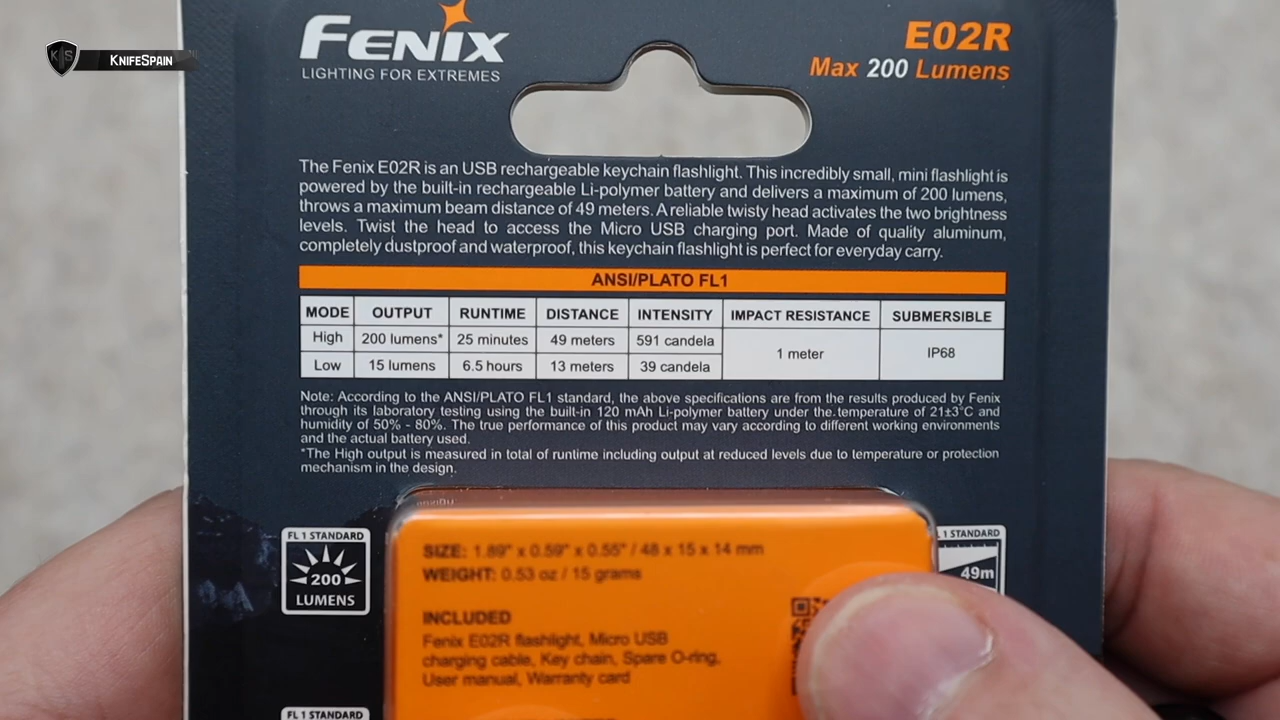 KNIFESPAIN
FENIX
LIGHTING FOR EXTREMES
E02R
Max 200 Lumens
The Fenix E02R is an USB rechargeable keychain flashlight. This incredibly small, mini flashlight is
powered by the built-in rechargeable Li-polymer battery and delivers a maximum of 200 lumens,
throws a maximum beam distance of 49 meters. A reliable twisty head activates the two brightness
levels. Twist the head to access the Micro USB charging port. Made of quality aluminum,
completely dustproof and waterproof, this keychain flashlight is perfect for everyday carry.
ANSI/PLATO FL1
MODE OUTPUT RUNTIME DISTANCE INTENSITY IMPACT RESISTANCE SUBMERSIBLE
High 200 lumens* 25 minutes 49 meters 591 candela 1 meter IP68
Low 15 lumens 6.5 hours 13 meters 39 candela
Note: According to the ANSI/PLATO FL1 standard, the above specifications are from the results produced by Fenix
through its laboratory testing using the built-in 120 mAh Li-polymer battery under the temperature of 21±3°C and
humidity of 50% - 80%. The true performance of this product may vary according to different working environments
and the actual battery used.
*The High output is measured in total of runtime including output at reduced levels due to temperature or protection
mechanism in the design.
FL 1 STANDARD
200
LUMENS
SIZE: 1.89" x 0.59" x 0.55" / 48 x 15 x 14 mm
WEIGHT: 0.53 oz / 15 grams
INCLUDED
Fenix E02R flashlight, Micro USB
charging cable, Key chain, Spare O-ring,
User manual, Warranty card
1 STANDARD
49m
FL 1 STANDARD